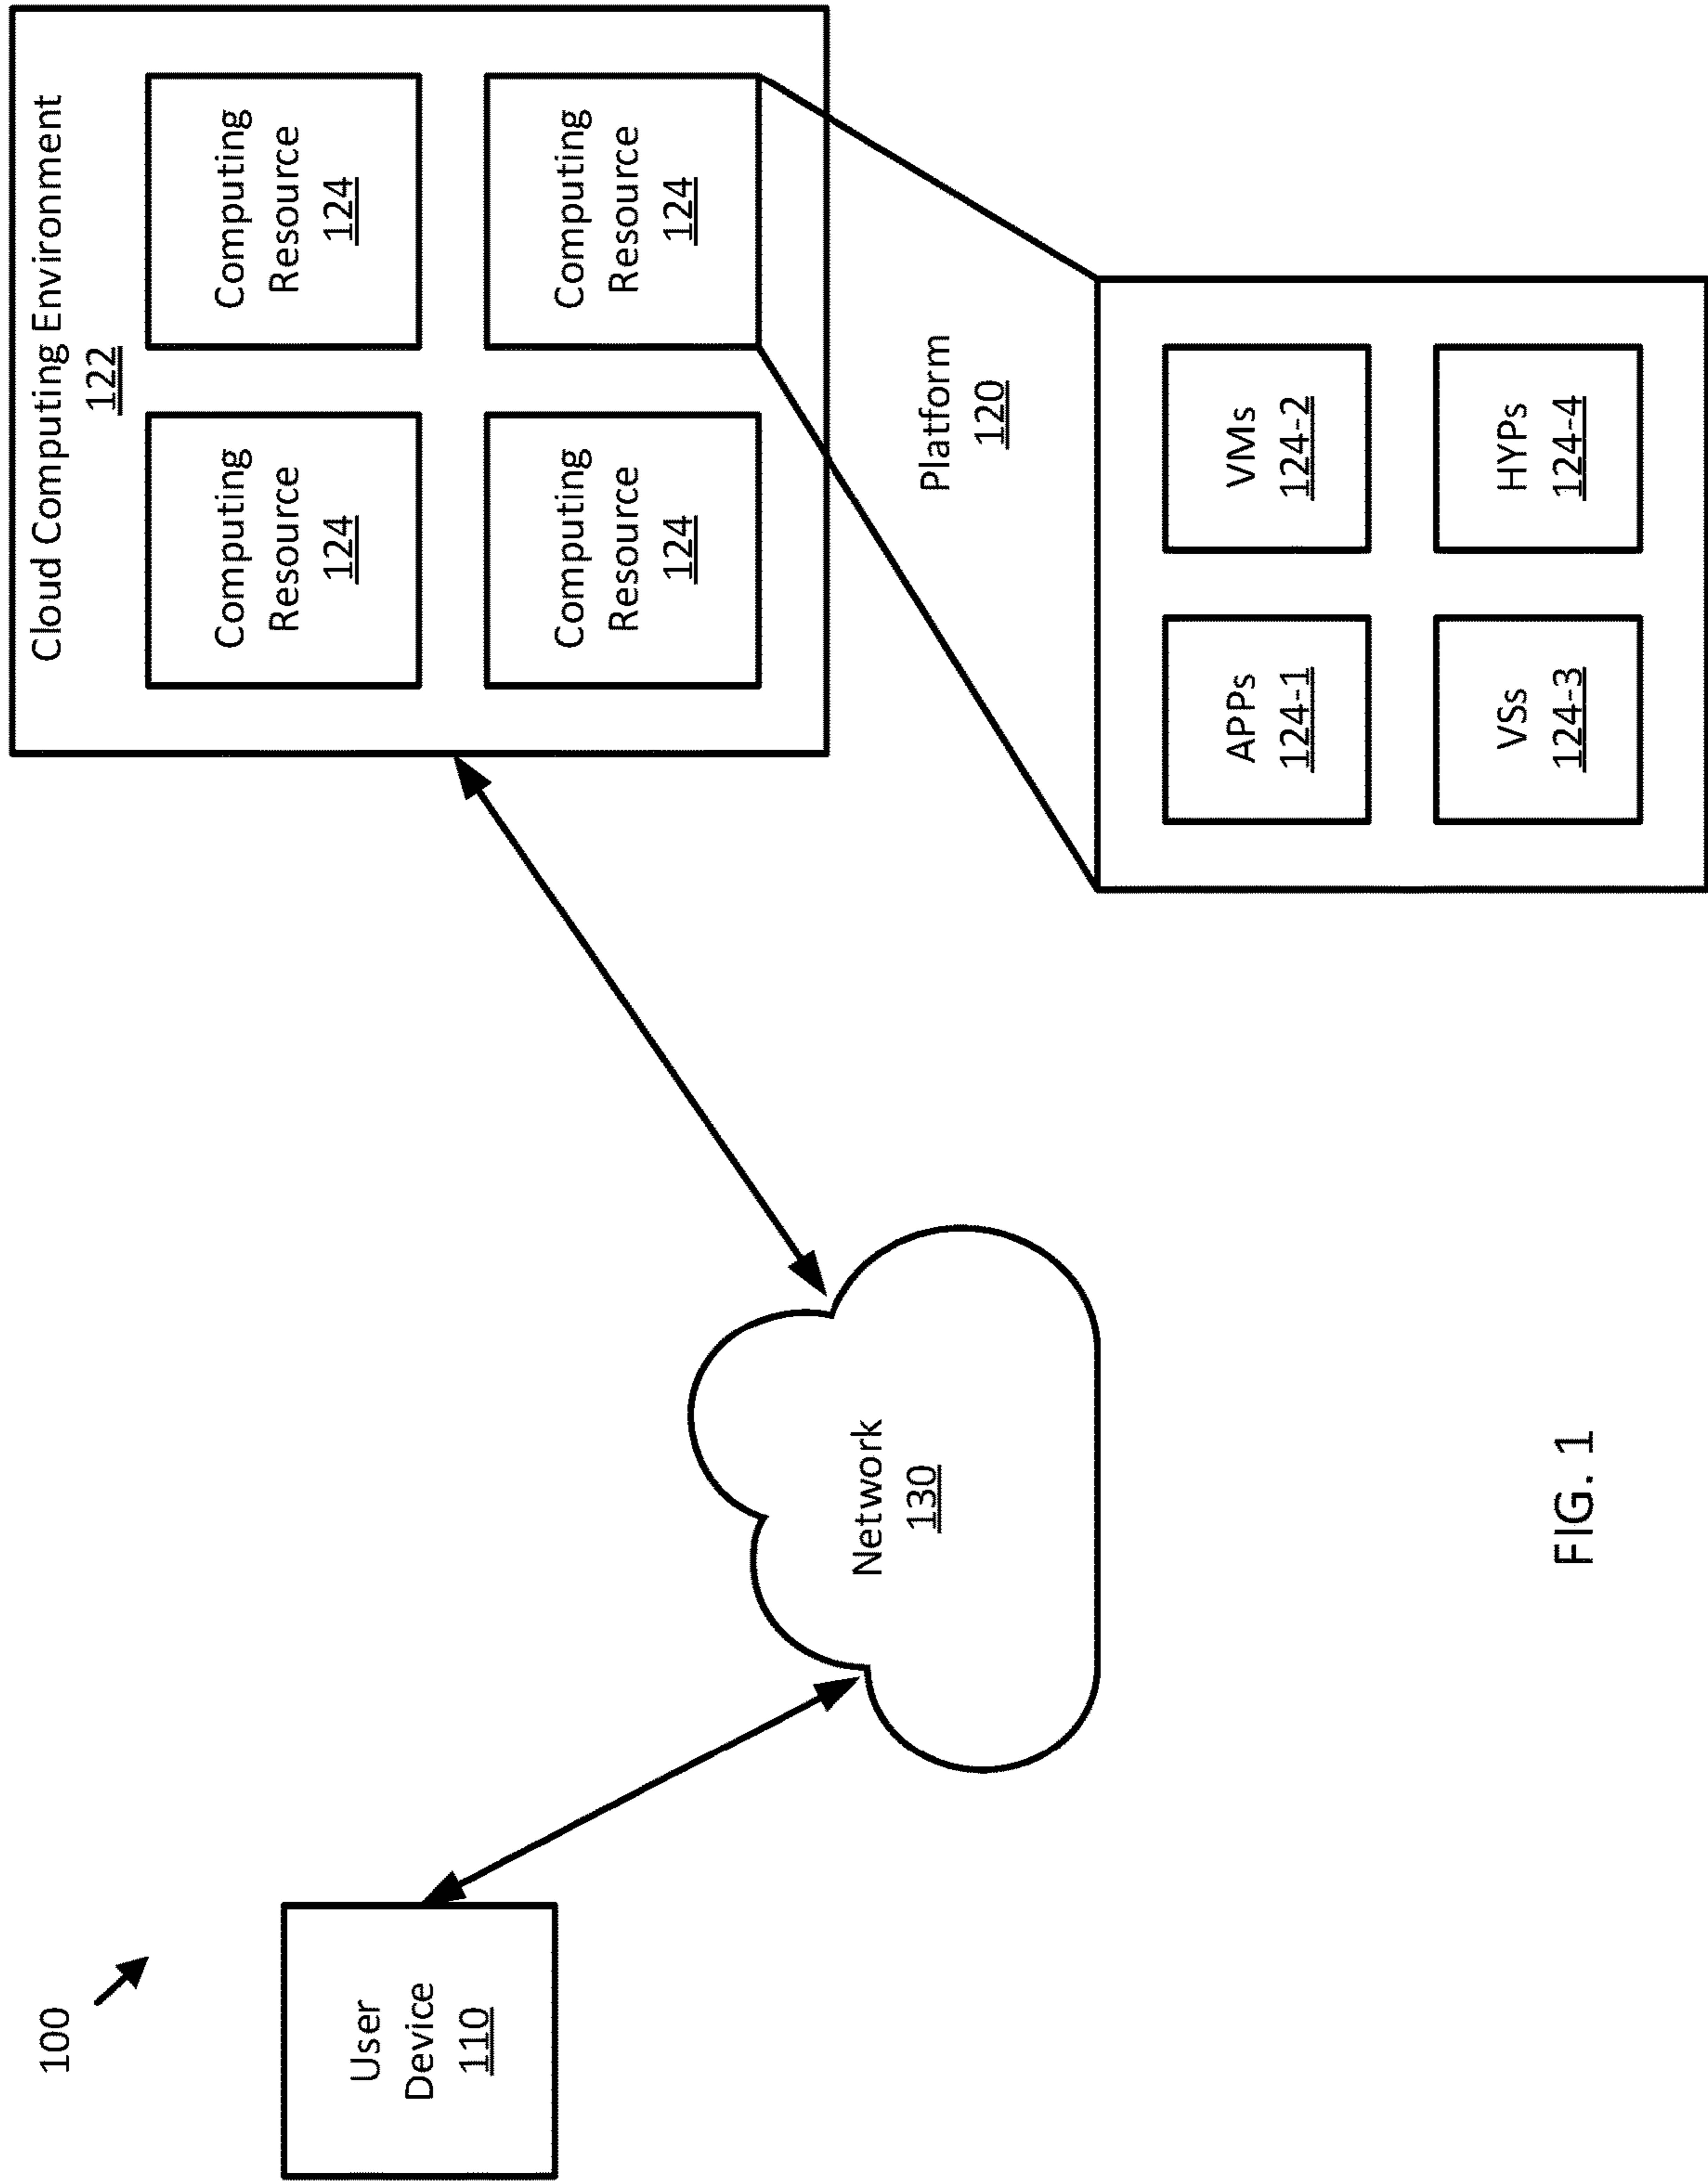 100
User
Device
110
Network
130
Cloud Computing Environment
122
Computing
Resource
124
Computing
Resource
124
Computing
Resource
124
Computing
Resource
124
Platform
120
APPs
124-1
VMs
124-2
VSs
124-3
HYPs
124-4
FIG. 1